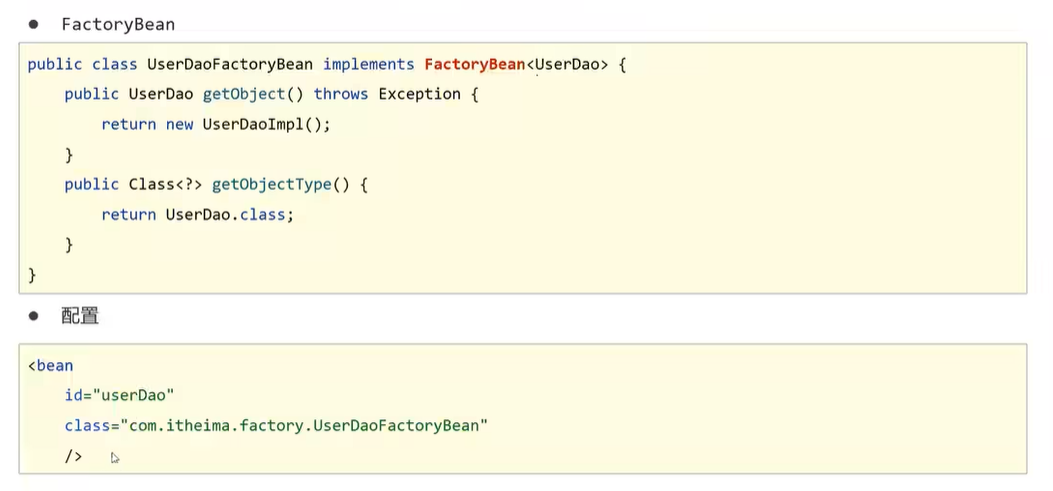 ● FactoryBean
public class UserDaoFactoryBean implements FactoryBean<UserDao> {
    public UserDao getObject() throws Exception {
        return new UserDaoImpl();
    }
    public Class<?> getObjectType() {
        return UserDao.class;
    }
}
● 配置
<bean
    id="userDao"
    class="com.itheima.factory.UserDaoFactoryBean"
    />